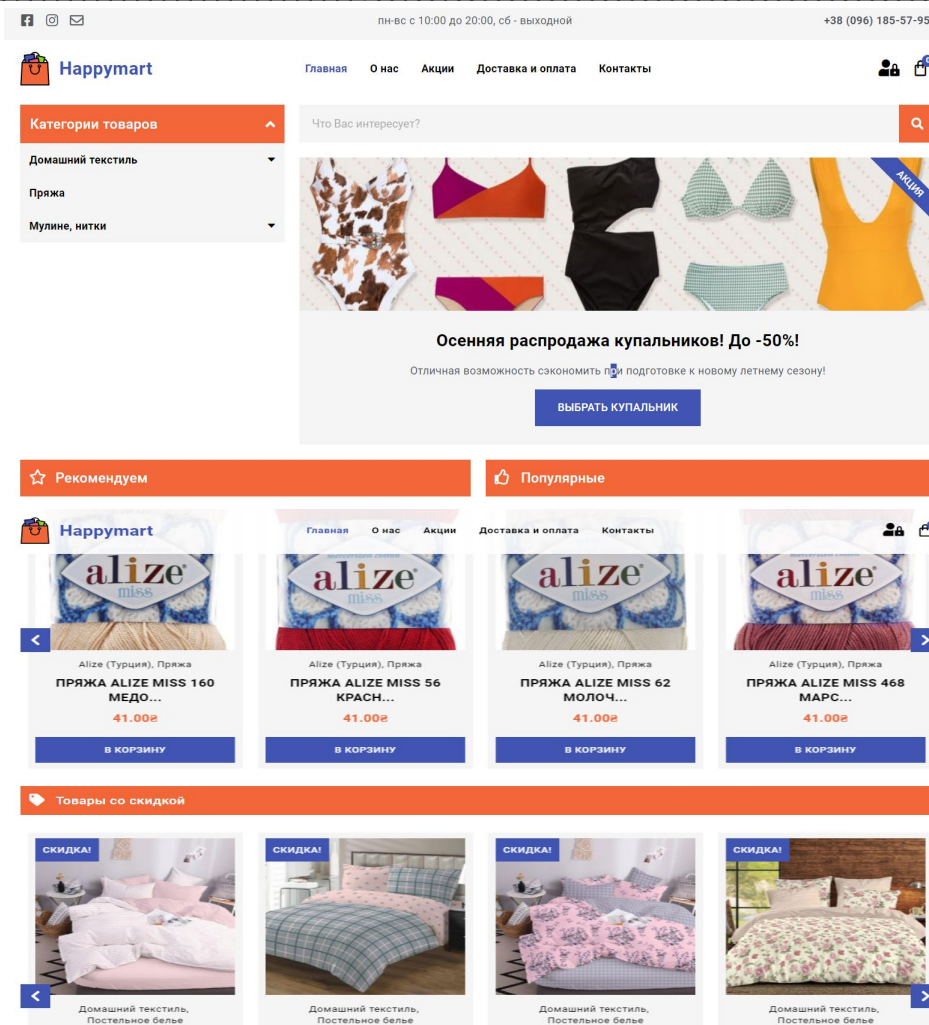 пн-вс с 10:00 до 20:00, сб - выходной
+38 (096) 185-57-95
Happymart
Главная О нас Акции Доставка и оплата Контакты
Категории товаров
Что Вас интересует?
Домашний текстиль
Пряжа
Мулине, нитки
АКЦИЯ
Осенняя распродажа купальников! До -50%!
Отличная возможность сэкономить при подготовке к новому летнему сезону!
ВЫБРАТЬ КУПАЛЬНИК
Рекомендуем
Популярные
Happymart
Главная О нас Акции Доставка и оплата Контакты
alize miss
alize miss
alize miss
alize miss
Alize (Турция), Пряжа
ПРЯЖА ALIZE MISS 160
МЕДО...
41.00₴
В КОРЗИНУ
Alize (Турция), Пряжа
ПРЯЖА ALIZE MISS 56
КРАСН...
41.00₴
В КОРЗИНУ
Alize (Турция), Пряжа
ПРЯЖА ALIZE MISS 62
МОЛОЧ...
41.00₴
В КОРЗИНУ
Alize (Турция), Пряжа
ПРЯЖА ALIZE MISS 468
МАРС...
41.00₴
В КОРЗИНУ
Товары со скидкой
СКИДКА!
СКИДКА!
СКИДКА!
СКИДКА!
Домашний текстиль,
Постельное белье
Домашний текстиль,
Постельное белье
Домашний текстиль,
Постельное белье
Домашний текстиль,
Постельное белье